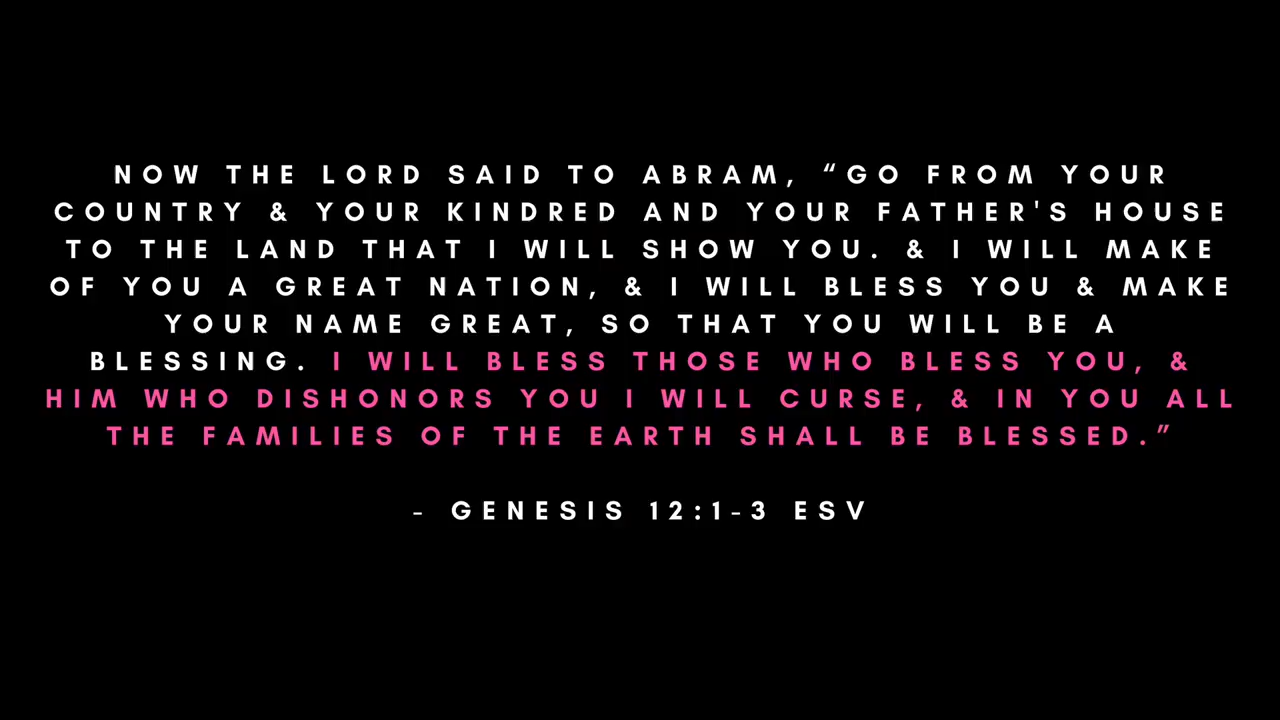 NOW THE LORD SAID TO ABRAM, “GO FROM YOUR
COUNTRY & YOUR KINDRED AND YOUR FATHER'S HOUSE
TO THE LAND THAT I WILL SHOW YOU. & I WILL MAKE
OF YOU A GREAT NATION, & I WILL BLESS YOU & MAKE
YOUR NAME GREAT, SO THAT YOU WILL BE A
BLESSING. I WILL BLESS THOSE WHO BLESS YOU, &
HIM WHO DISHONORS YOU I WILL CURSE, & IN YOU ALL
THE FAMILIES OF THE EARTH SHALL BE BLESSED.”
- GENESIS 12:1-3 ESV